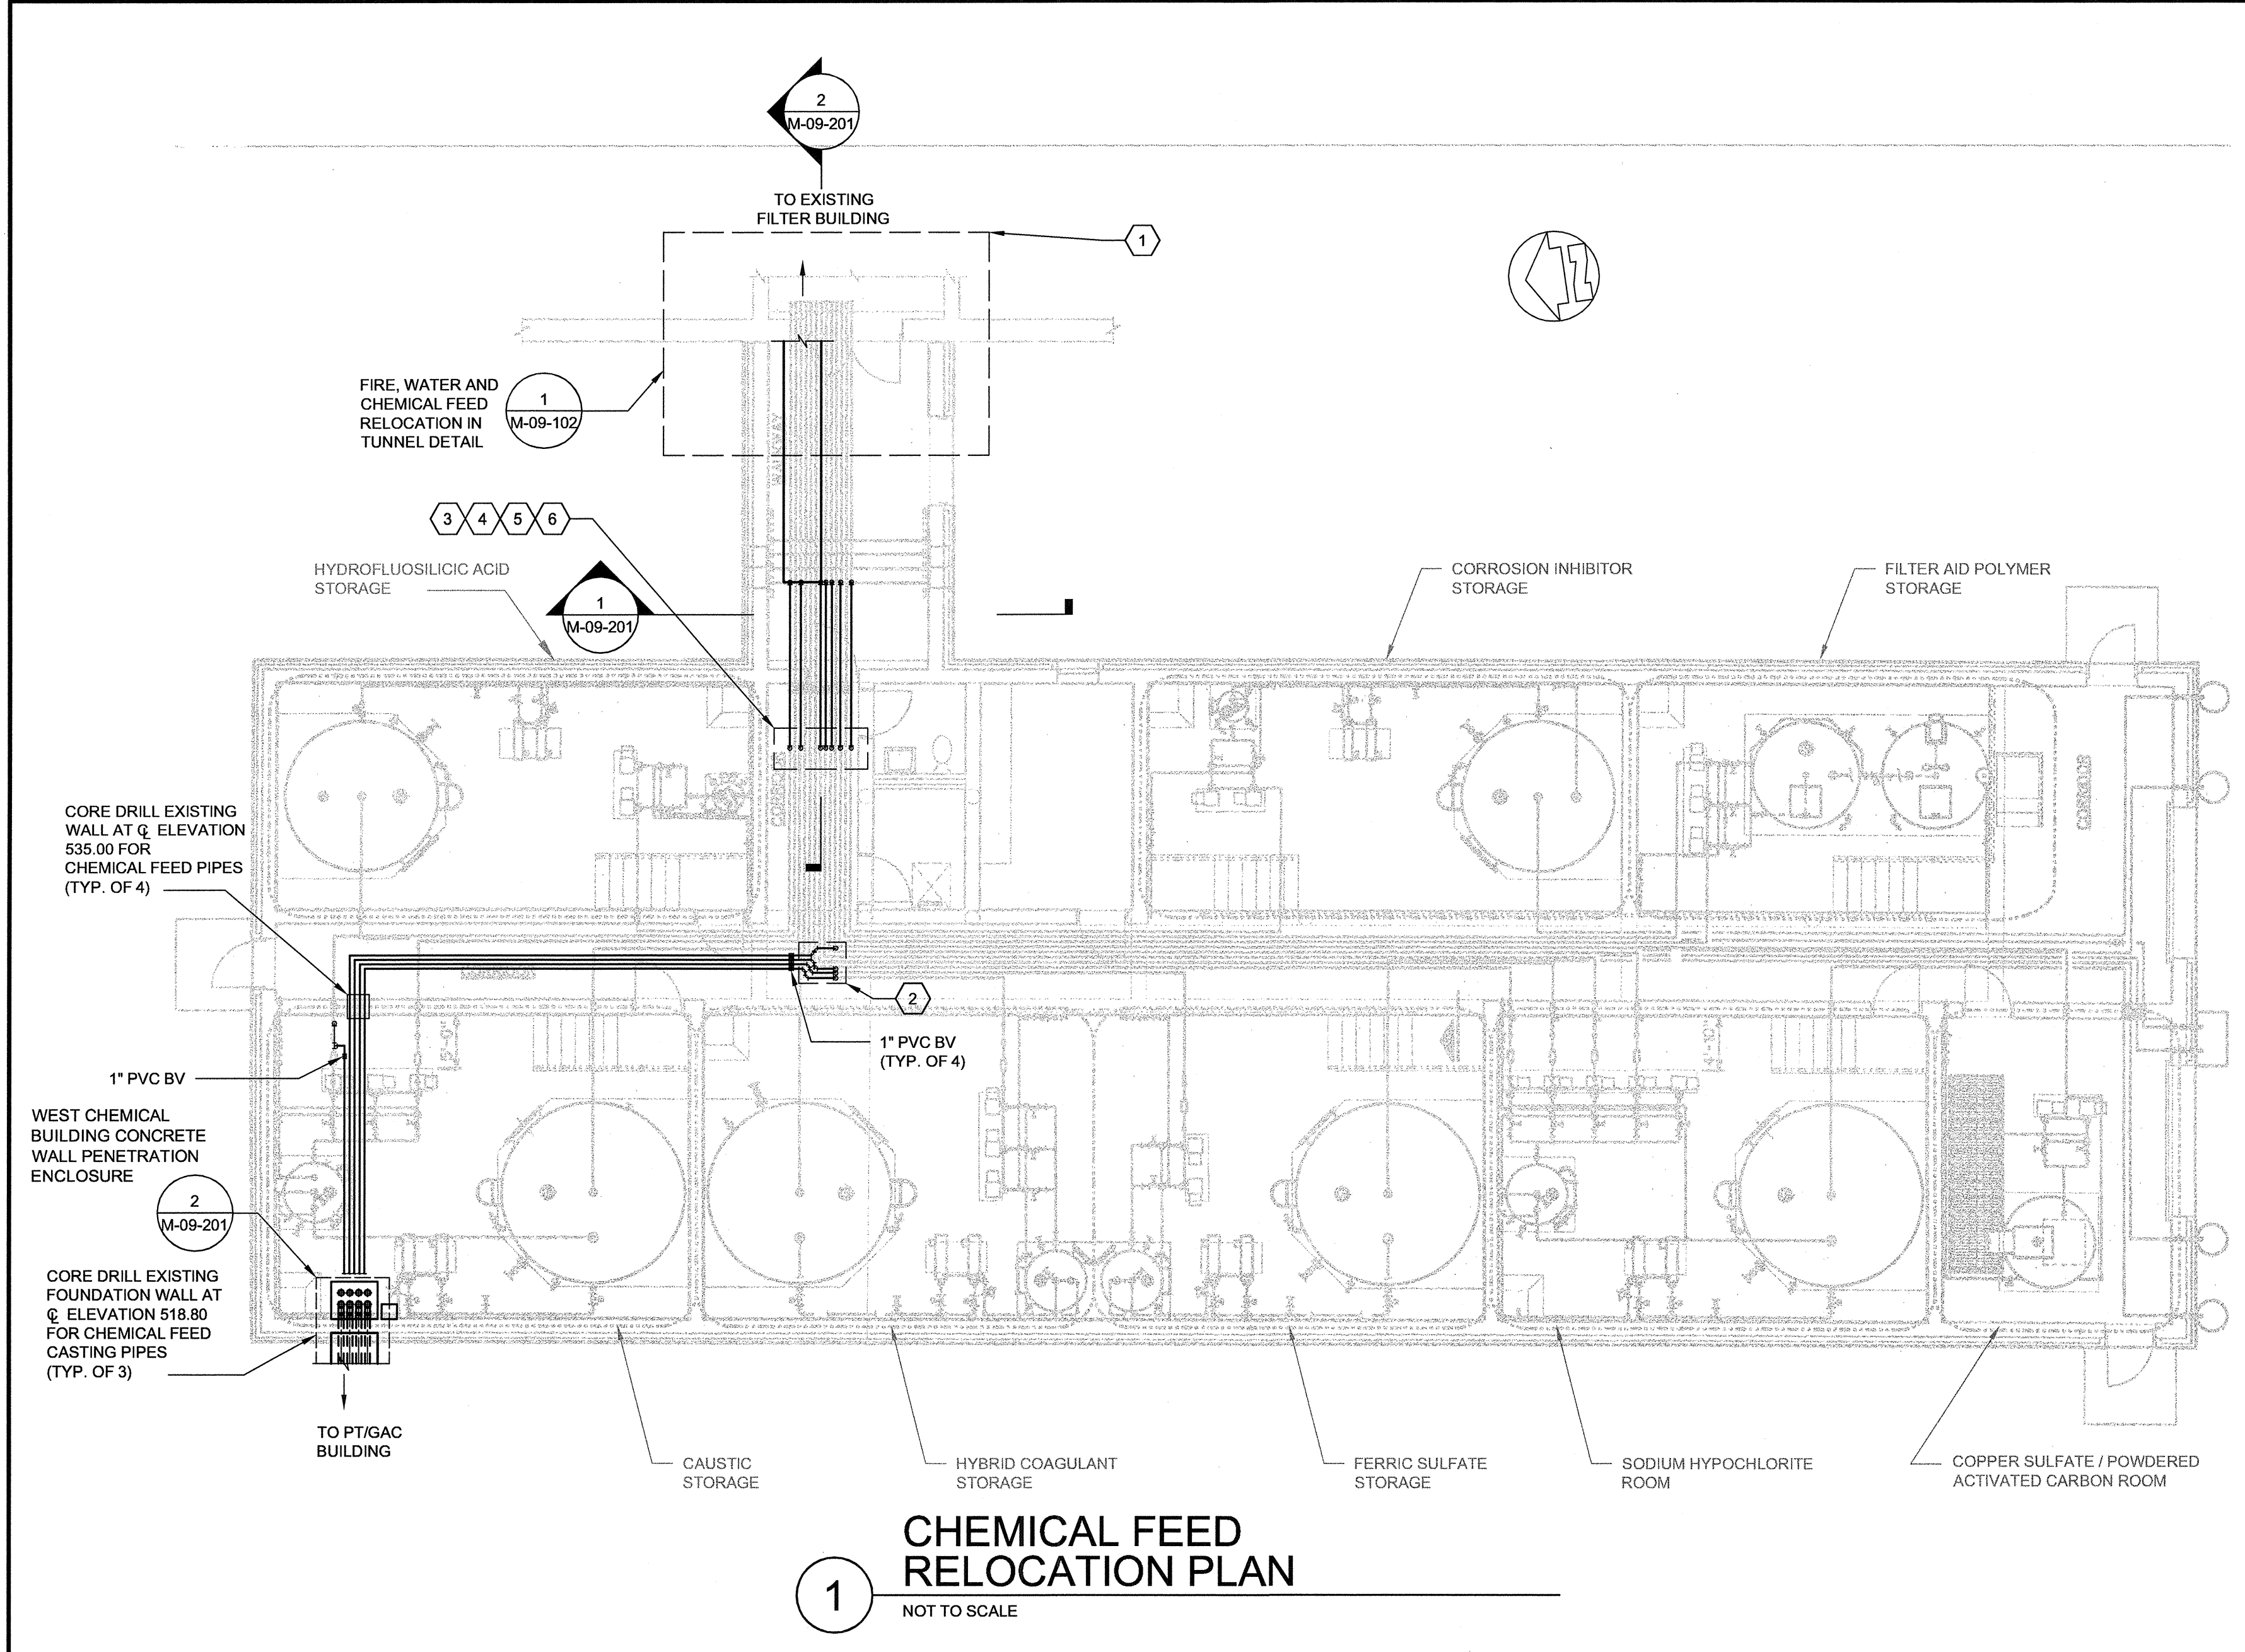 2
M-09-201
TO EXISTING
FILTER BUILDING
1
FIRE, WATER AND
CHEMICAL FEED
RELOCATION IN
TUNNEL DETAIL
1
M-09-102
3 4 5 6
HYDROFLUOSILICIC ACID
STORAGE
1
M-09-201
CORROSION INHIBITOR
STORAGE
FILTER AID POLYMER
STORAGE
CORE DRILL EXISTING
WALL AT ℄ ELEVATION
535.00 FOR
CHEMICAL FEED PIPES
(TYP. OF 4)
2
1" PVC BV
(TYP. OF 4)
1" PVC BV
WEST CHEMICAL
BUILDING CONCRETE
WALL PENETRATION
ENCLOSURE
2
M-09-201
CORE DRILL EXISTING
FOUNDATION WALL AT
℄ ELEVATION 518.80
FOR CHEMICAL FEED
CASTING PIPES
(TYP. OF 3)
TO PT/GAC
BUILDING
CAUSTIC
STORAGE
HYBRID COAGULANT
STORAGE
FERRIC SULFATE
STORAGE
SODIUM HYPOCHLORITE
ROOM
COPPER SULFATE / POWDERED
ACTIVATED CARBON ROOM
1
CHEMICAL FEED
RELOCATION PLAN
NOT TO SCALE